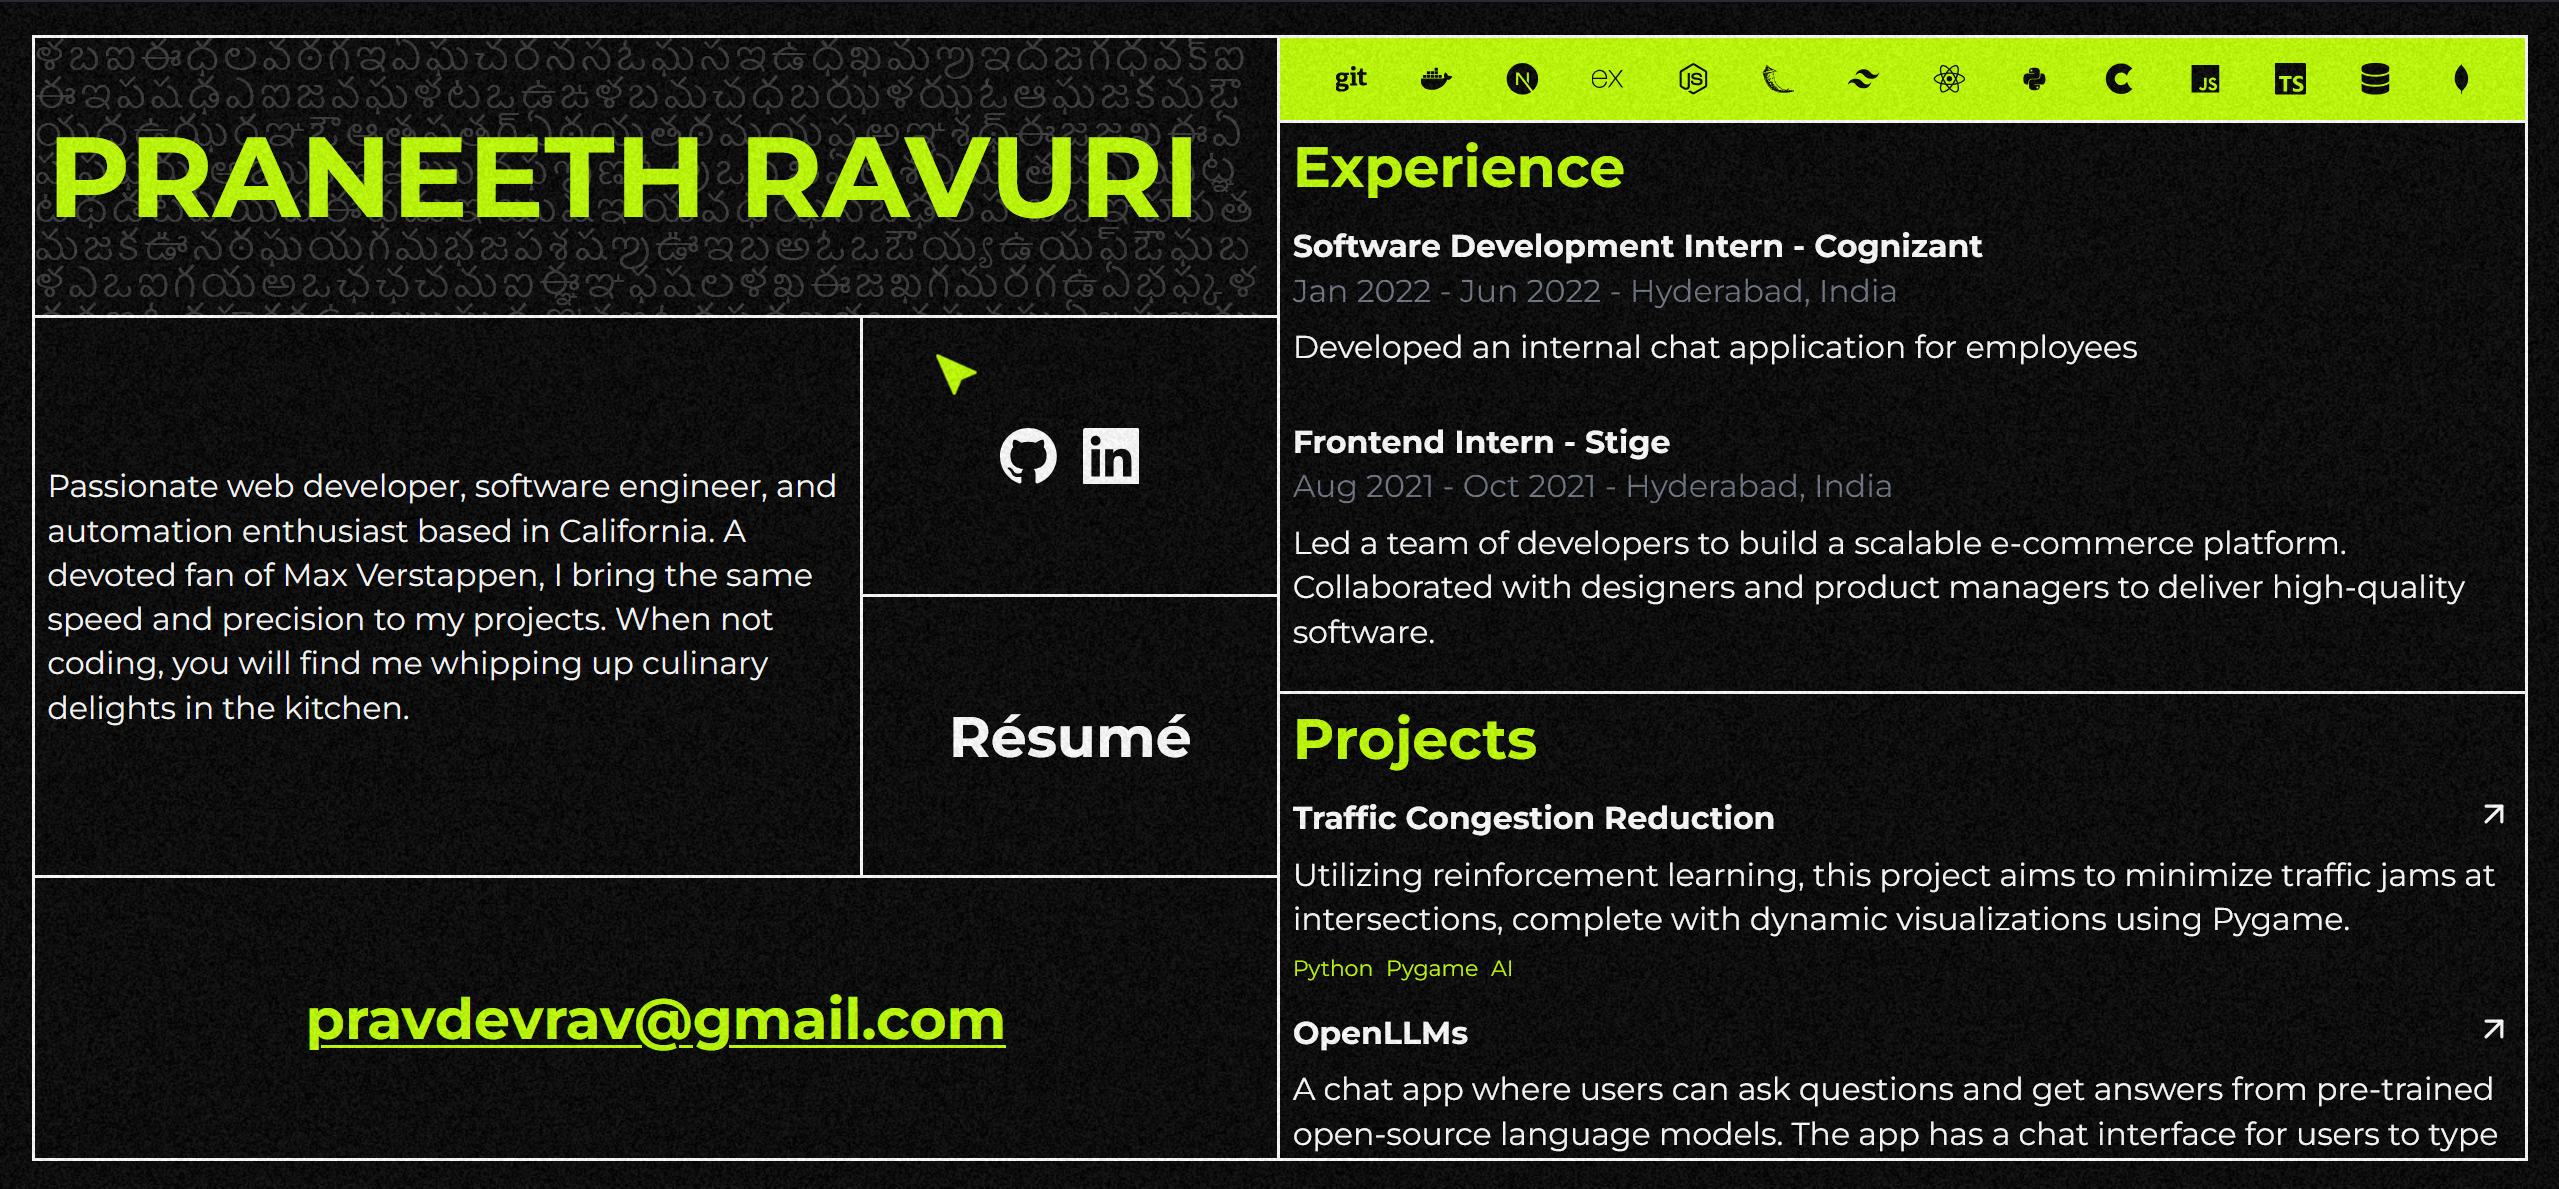 PRANEETH RAVURI
Passionate web developer, software engineer, and
automation enthusiast based in California. A
devoted fan of Max Verstappen, I bring the same
speed and precision to my projects. When not
coding, you will find me whipping up culinary
delights in the kitchen.
in
Résumé
pravdevrav@gmail.com
git
N
ex
JS
C
JS
TS
Experience
Software Development Intern - Cognizant
Jan 2022 - Jun 2022 - Hyderabad, India
Developed an internal chat application for employees
Frontend Intern - Stige
Aug 2021 - Oct 2021 - Hyderabad, India
Led a team of developers to build a scalable e-commerce platform.
Collaborated with designers and product managers to deliver high-quality
software.
Projects
Traffic Congestion Reduction
Utilizing reinforcement learning, this project aims to minimize traffic jams at
intersections, complete with dynamic visualizations using Pygame.
Python Pygame AI
OpenLLMs
A chat app where users can ask questions and get answers from pre-trained
open-source language models. The app has a chat interface for users to type